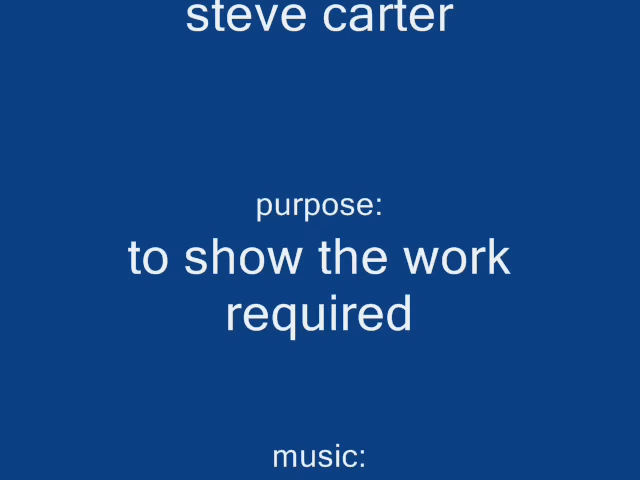 steve carter
purpose:
to show the work
required
music: